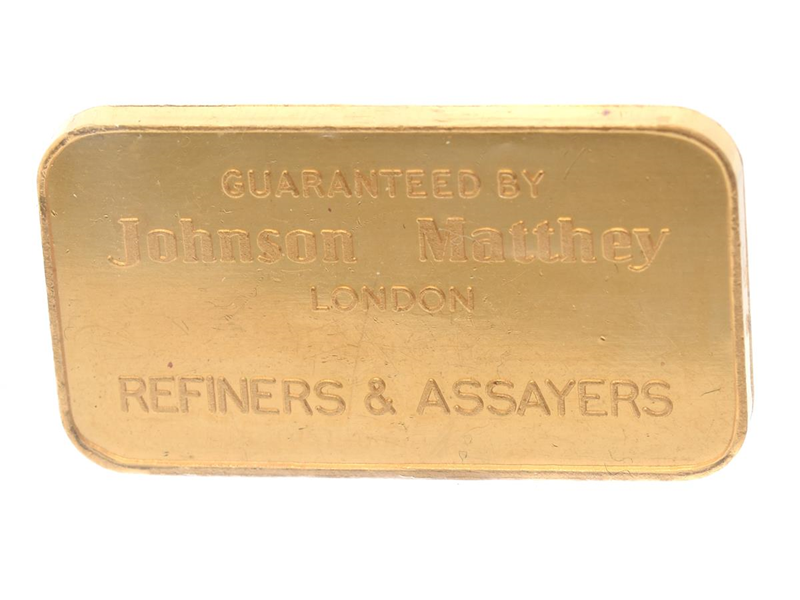 GUARANTEED BY
Johnson Matthey
LONDON
REFINERS & ASSAYERS